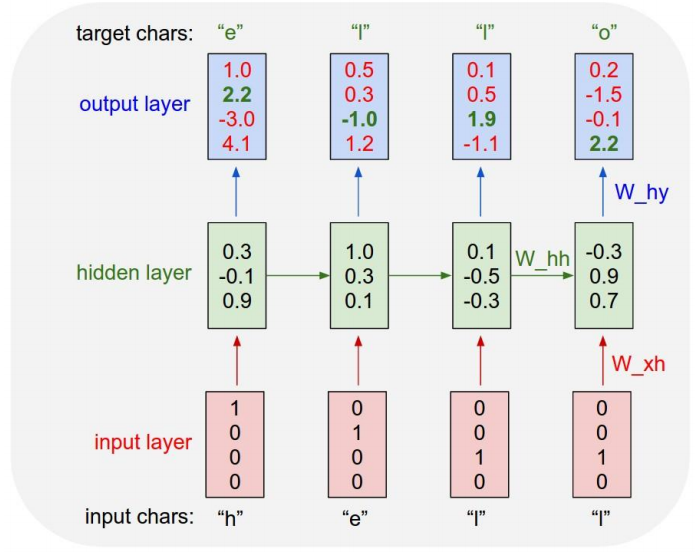 target chars: “e” “l” “l” “o”
1.0 0.5 0.1 0.2
output layer 2.2 0.3 0.5 -1.5
-3.0 -1.0 1.9 -0.1
4.1 1.2 -1.1 2.2
W_hy
0.3 1.0 0.1 -0.3
hidden layer -0.1 0.3 -0.5 W_hh 0.9
0.9 0.1 -0.3 0.7
W_xh
1 0 0 0
input layer 0 1 0 0
0 0 1 1
0 0 0 0
input chars: “h” “e” “l” “l”